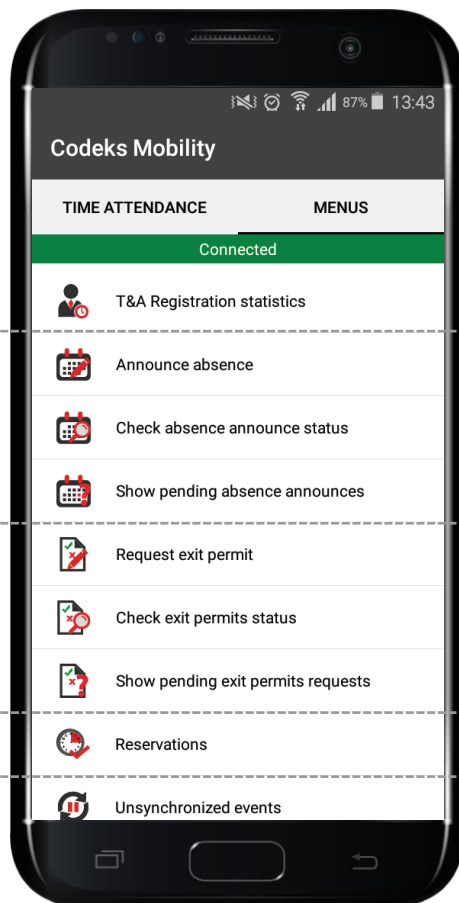 87% 13:43
Codeks Mobility
TIME ATTENDANCE MENUS
Connected
T&A Registration statistics
Announce absence
Check absence announce status
Show pending absence announces
Request exit permit
Check exit permits status
Show pending exit permits requests
Reservations
Unsynchronized events